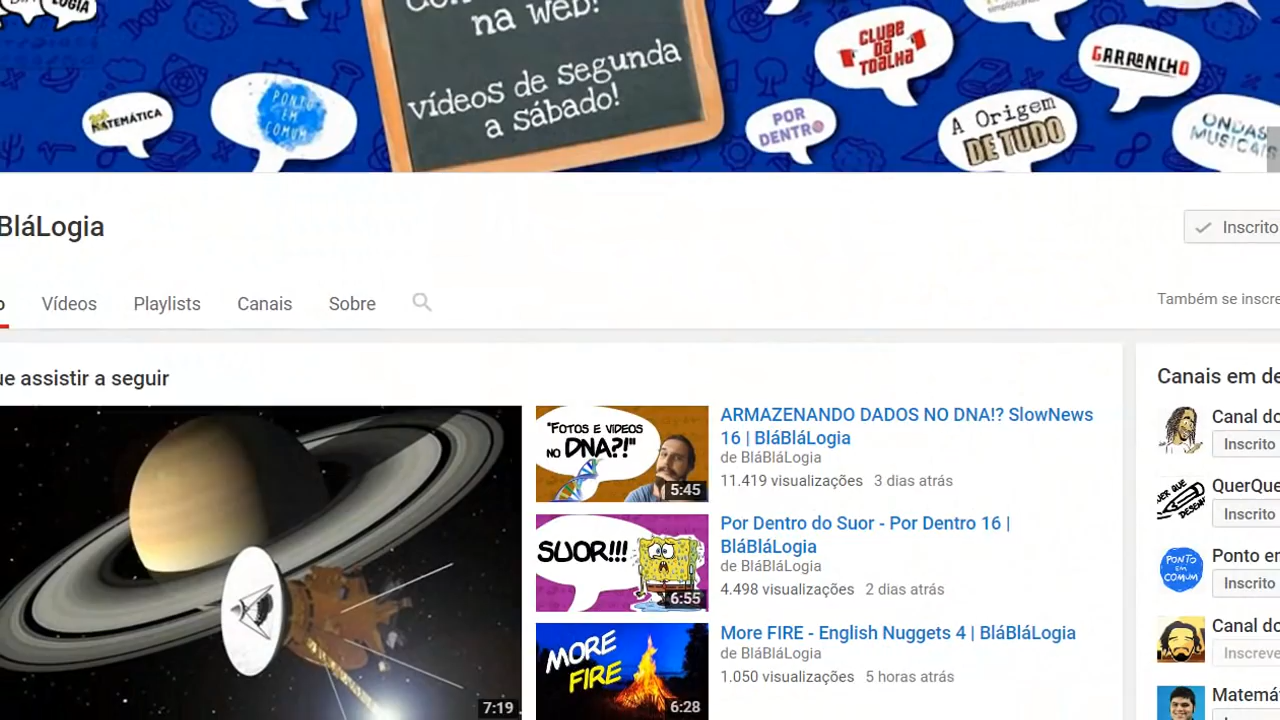 na web!
vídeos de segunda
a sábado!
CLUBE
DA
TOALHA
GARRANCHO
MATEMÁTICA
PONTO
EM
COMUM
POR
DENTRO
A Origem
DE TUDO
ONDAS
MUSICAIS
BláLogia
Inscrito
Vídeos
Playlists
Canais
Sobre
Também se inscre
ue assistir a seguir
7:19
"FOTOS E VIDEOS
NO DNA?!"
5:45
ARMAZENANDO DADOS NO DNA!? SlowNews
16 | BláBláLogia
de BláBláLogia
11.419 visualizações 3 dias atrás
SUOR!!!
6:55
Por Dentro do Suor - Por Dentro 16 |
BláBláLogia
de BláBláLogia
4.498 visualizações 2 dias atrás
MORE
FIRE
6:28
More FIRE - English Nuggets 4 | BláBláLogia
de BláBláLogia
1.050 visualizações 5 horas atrás
Canais em de
Canal do
Inscrito
QuerQue
Inscrito
PONTO
EM
COMUM
Ponto er
Inscrito
Canal do
Inscreve
Matemá